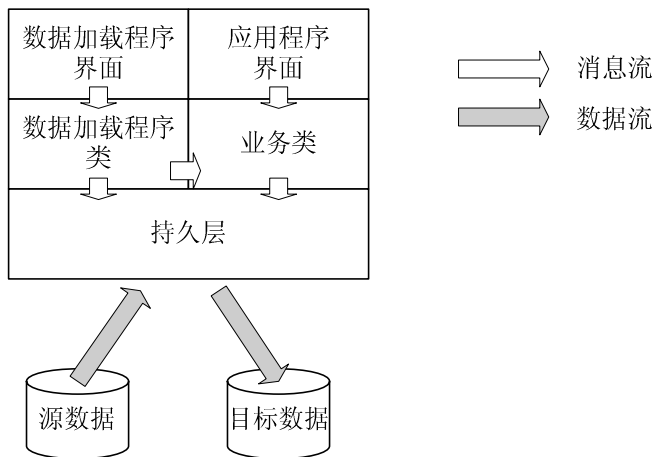 数据加载程序
界面
应用程序
界面
消息流
数据流
数据加载程序
类
业务类
持久层
源数据
目标数据